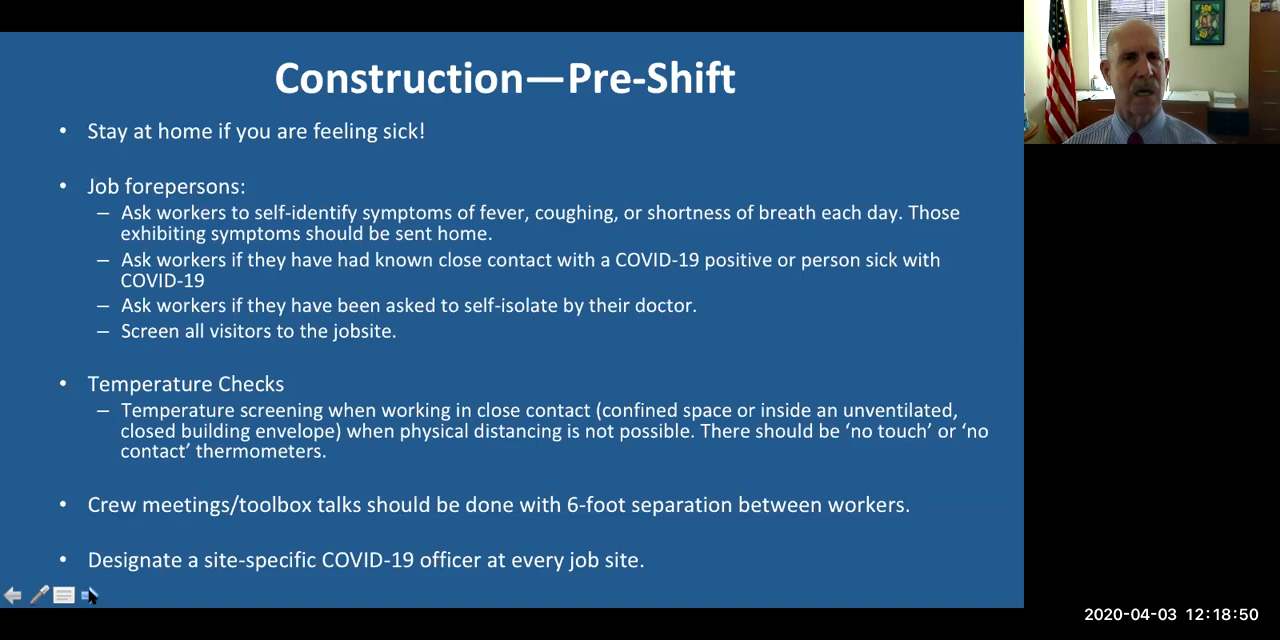 Construction—Pre-Shift
• Stay at home if you are feeling sick!
• Job forepersons:
– Ask workers to self-identify symptoms of fever, coughing, or shortness of breath each day. Those
exhibiting symptoms should be sent home.
– Ask workers if they have had known close contact with a COVID-19 positive or person sick with
COVID-19
– Ask workers if they have been asked to self-isolate by their doctor.
– Screen all visitors to the jobsite.
• Temperature Checks
– Temperature screening when working in close contact (confined space or inside an unventilated,
closed building envelope) when physical distancing is not possible. There should be ‘no touch’ or ‘no
contact’ thermometers.
• Crew meetings/toolbox talks should be done with 6-foot separation between workers.
• Designate a site-specific COVID-19 officer at every job site.
2020-04-03 12:18:50